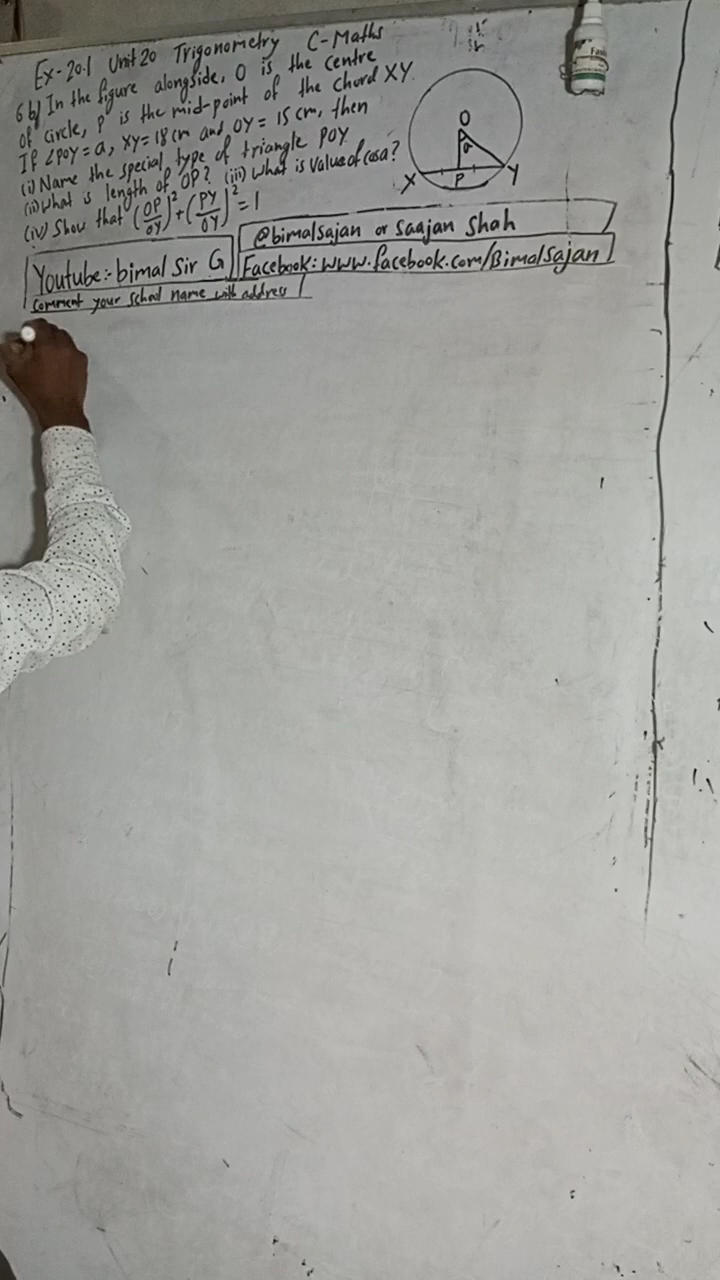 Ex-20.1 Unit 20 Trigonometry C-Maths
6 b) In the figure alongside, O is the centre
of circle, P is the mid-point of the chord XY.
If ∠POY = a, XY = 18 cm and OY = 15 cm, then
(i) Name the special type of triangle POY
(ii) What is length of OP? (iii) What is value of cosa?
(iv) Show that (OP/OY)² + (PY/OY)² = 1
O
a
X P Y
@bimalsajan or Saajan Shah
Youtube:- bimal Sir G
Facebook: www.facebook.com/Bimalsajan
Comment your school name with address